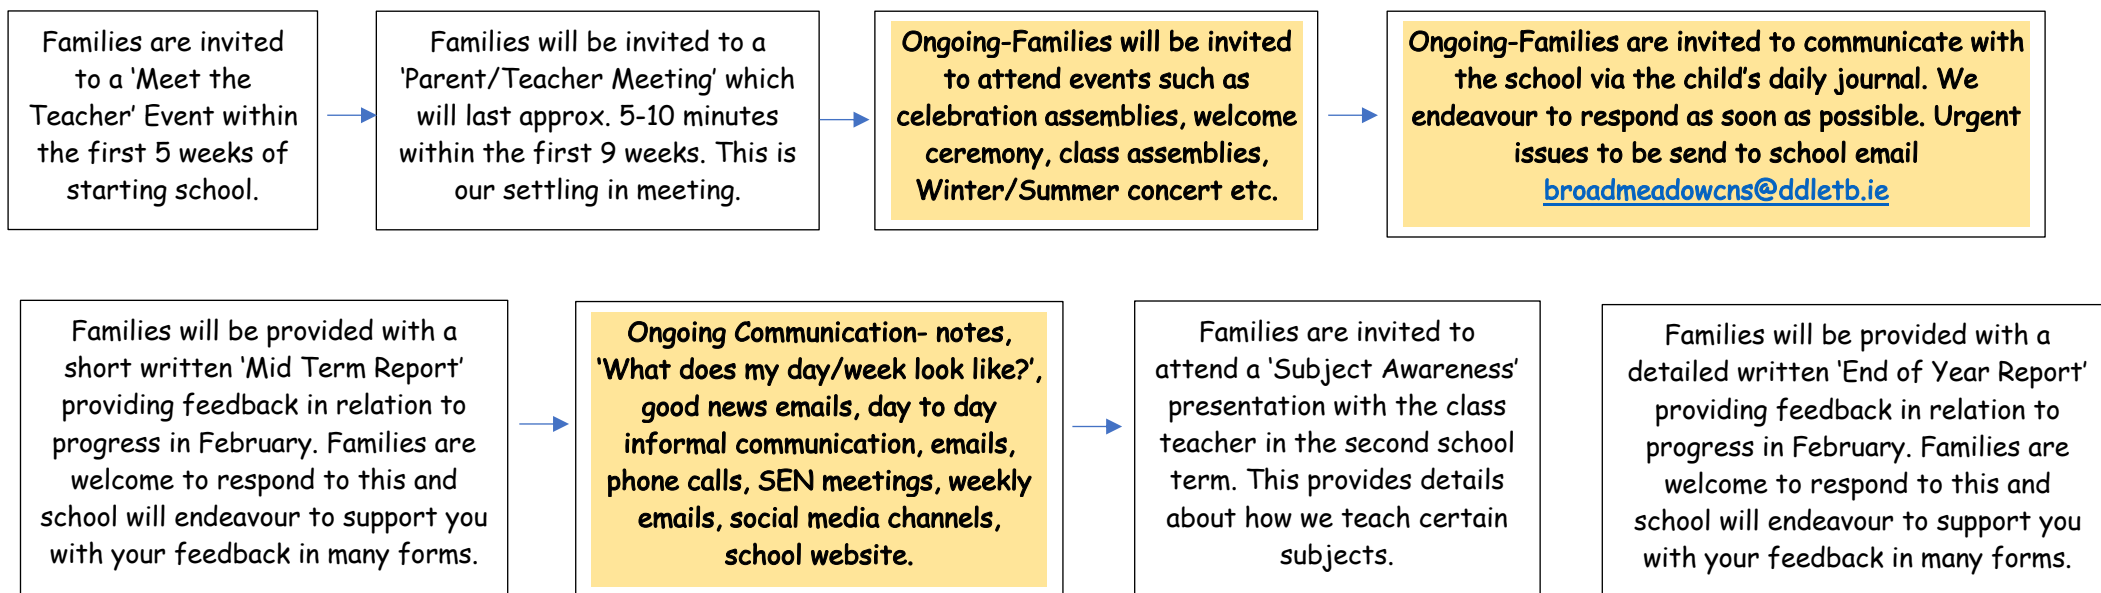 Families are invited
to a ‘Meet the
Teacher’ Event within
the first 5 weeks of
starting school.
Families will be invited to a
‘Parent/Teacher Meeting’ which
will last approx. 5-10 minutes
within the first 9 weeks. This is
our settling in meeting.
Ongoing-Families will be invited
to attend events such as
celebration assemblies, welcome
ceremony, class assemblies,
Winter/Summer concert etc.
Ongoing-Families are invited to communicate with
the school via the child’s daily journal. We
endeavour to respond as soon as possible. Urgent
issues to be send to school email
broadmeadowcns@ddletb.ie
Families will be provided with a
short written ‘Mid Term Report’
providing feedback in relation to
progress in February. Families are
welcome to respond to this and
school will endeavour to support you
with your feedback in many forms.
Ongoing Communication- notes,
‘What does my day/week look like?’,
good news emails, day to day
informal communication, emails,
phone calls, SEN meetings, weekly
emails, social media channels,
school website.
Families are invited to
attend a ‘Subject Awareness’
presentation with the class
teacher in the second school
term. This provides details
about how we teach certain
subjects.
Families will be provided with a
detailed written ‘End of Year Report’
providing feedback in relation to
progress in February. Families are
welcome to respond to this and
school will endeavour to support you
with your feedback in many forms.